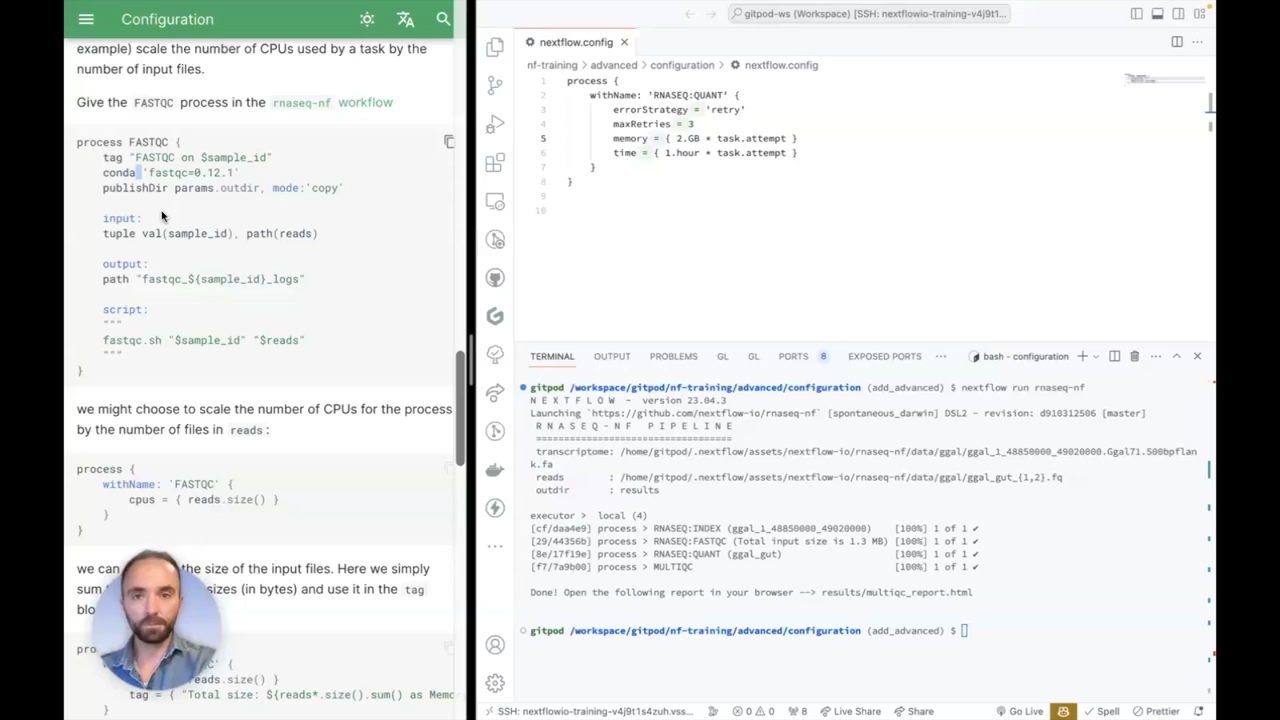 Configuration
example) scale the number of CPUs used by a task by the
number of input files.
Give the FASTQC process in the rnaseq-nf workflow
process FASTQC {
tag "FASTQC on $sample_id"
conda 'fastqc=0.12.1'
publishDir params.outdir, mode:'copy'
input:
tuple val(sample_id), path(reads)
output:
path "fastqc_${sample_id}_logs"
script:
"""
fastqc.sh "$sample_id" "$reads"
"""
}
we might choose to scale the number of CPUs for the process
by the number of files in reads:
process {
withName: 'FASTQC' {
cpus = { reads.size() }
}
}
we can the size of the input files. Here we simply
sum sizes (in bytes) and use it in the tag
blo
pro
' {
reads.size() }
tag = { "Total size: ${reads*.size().sum() as Memo
}
gitpod-ws (Workspace) [SSH: nextflowio-training-v4j9t1...
nextflow.config
nf-training > advanced > configuration > nextflow.config
1 process {
2 withName: 'RNASEQ:QUANT' {
3 errorStrategy = 'retry'
4 maxRetries = 3
5 memory = { 2.GB * task.attempt }
6 time = { 1.hour * task.attempt }
7 }
8 }
9
10
TERMINAL OUTPUT PROBLEMS GL GL PORTS 8 EXPOSED PORTS ... bash - configuration
gitpod /workspace/gitpod/nf-training/advanced/configuration (add_advanced) $ nextflow run rnaseq-nf
N E X T F L O W ~ version 23.04.3
Launching `https://github.com/nextflow-io/rnaseq-nf` [spontaneous_darwin] DSL2 - revision: d910312506 [master]
R N A S E Q - N F P I P E L I N E
===================================
transcriptome: /home/gitpod/.nextflow/assets/nextflow-io/rnaseq-nf/data/ggal/ggal_1_48850000_49020000.Ggal71.500bpflan
k.fa
reads : /home/gitpod/.nextflow/assets/nextflow-io/rnaseq-nf/data/ggal/ggal_gut_{1,2}.fq
outdir : results
executor > local (4)
[cf/daa4e9] process > RNASEQ:INDEX (ggal_1_48850000_49020000) [100%] 1 of 1 ✔
[29/44356b] process > RNASEQ:FASTQC (Total input size is 1.3 MB) [100%] 1 of 1 ✔
[8e/17f19e] process > RNASEQ:QUANT (ggal_gut) [100%] 1 of 1 ✔
[f7/7a9b00] process > MULTIQC [100%] 1 of 1 ✔
Done! Open the following report in your browser --> results/multiqc_report.html
gitpod /workspace/gitpod/nf-training/advanced/configuration (add_advanced) $
SSH: nextflowio-training-v4j9t1s4zuh.vss... 0 0 8 Live Share Share Go Live Spell Prettier